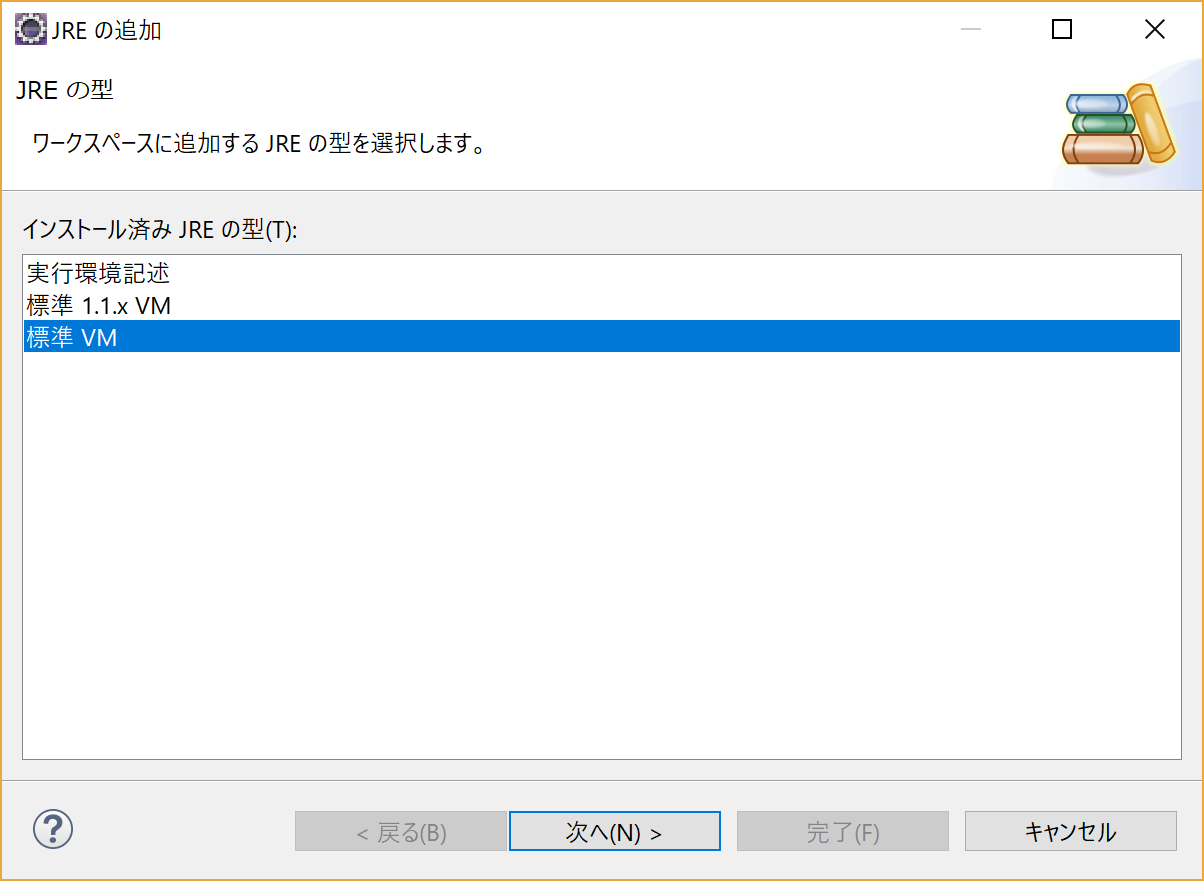 JRE の追加
JRE の型
ワークスペースに追加する JRE の型を選択します。
インストール済み JRE の型(T):
実行環境記述
標準 1.1.x VM
標準 VM
?
< 戻る(B)
次へ(N) >
完了(F)
キャンセル